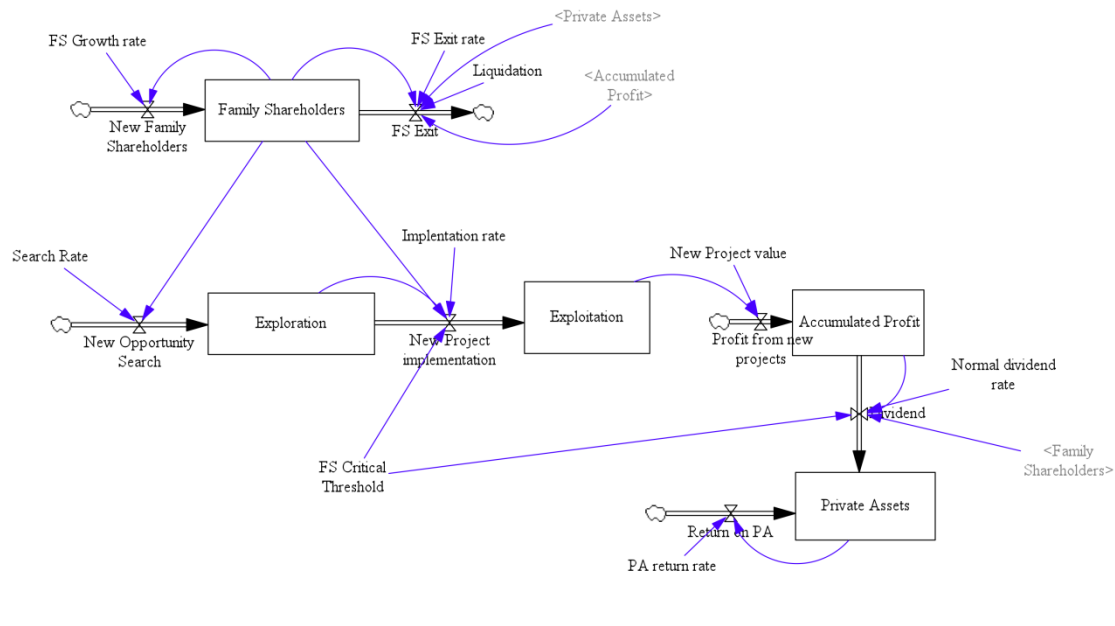 <Private Assets>
FS Growth rate
FS Exit rate
Liquidation
<Accumulated
Profit>
Family Shareholders
New Family
Shareholders
FS Exit
Implentation rate
Search Rate
New Project value
Exploration
Exploitation
Accumulated Profit
New Opportunity
Search
New Project
implementation
Profit from new
projects
Normal dividend
rate
Dividend
FS Critical
Threshold
<Family
Shareholders>
Private Assets
Return on PA
PA return rate